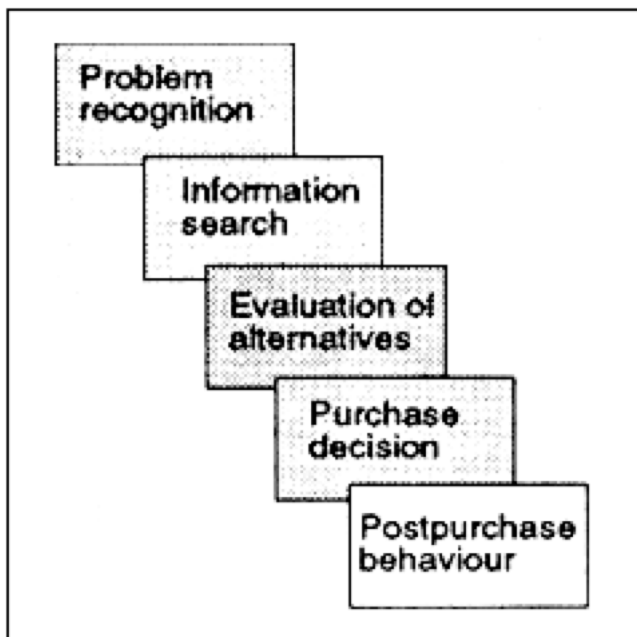 Problem
recognition
Information
search
Evaluation of
alternatives
Purchase
decision
Postpurchase
behaviour